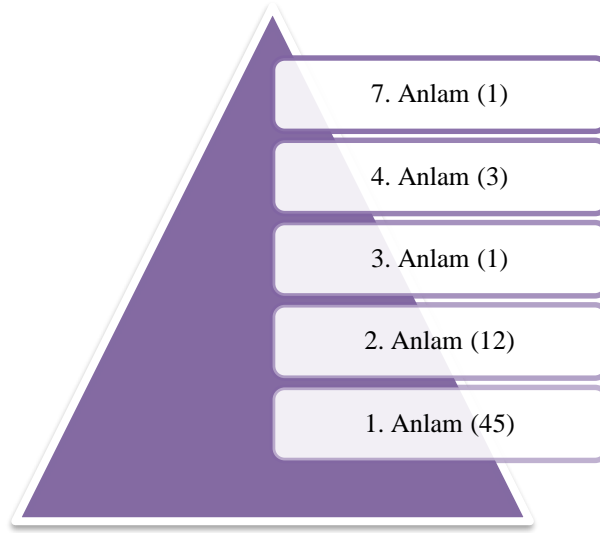 7. Anlam (1)
4. Anlam (3)
3. Anlam (1)
2. Anlam (12)
1. Anlam (45)